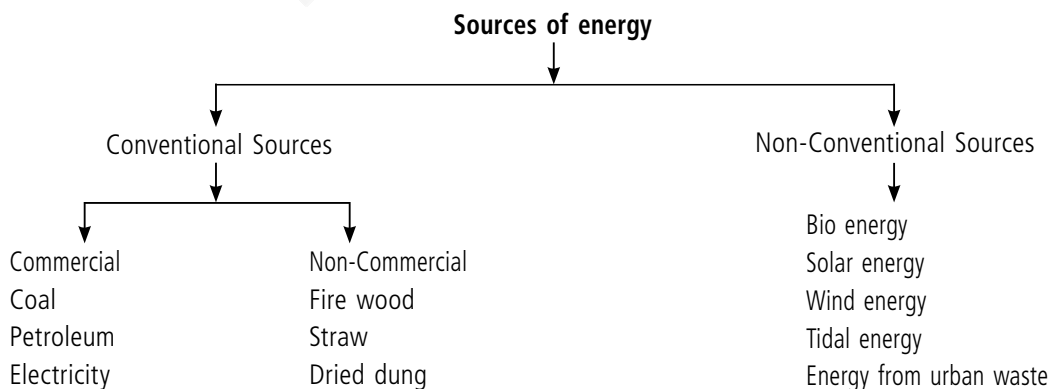 Sources of energy
Conventional Sources
Non-Conventional Sources
Commercial
Coal
Petroleum
Electricity
Non-Commercial
Fire wood
Straw
Dried dung
Bio energy
Solar energy
Wind energy
Tidal energy
Energy from urban waste